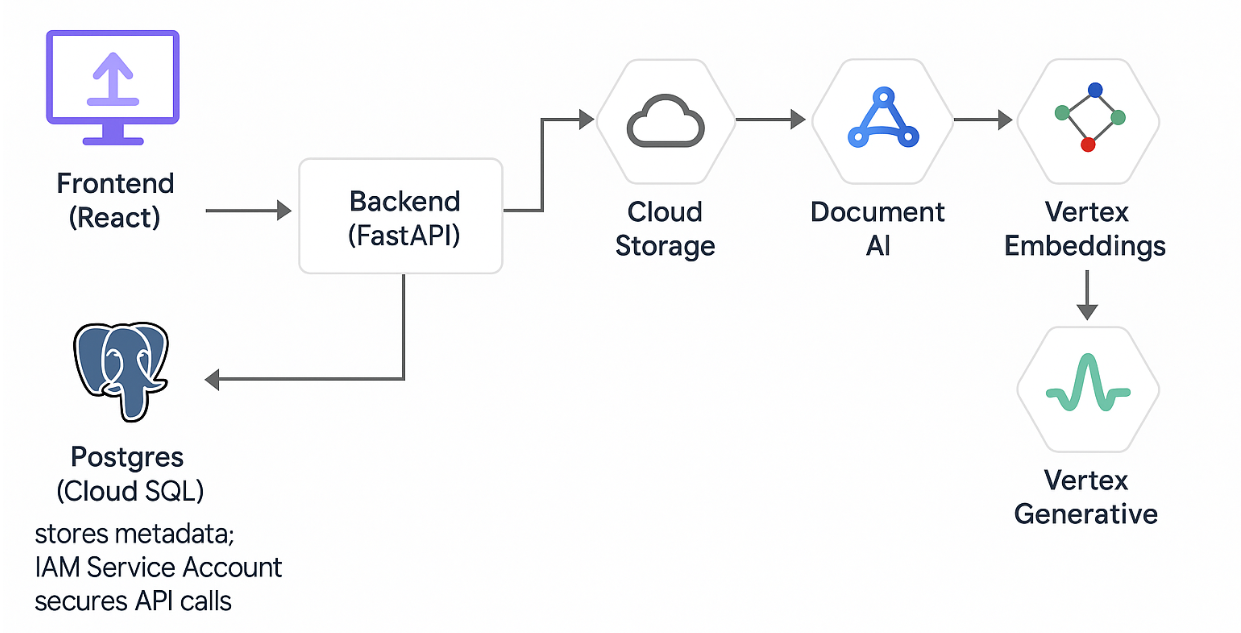 Frontend
(React)
Backend
(FastAPI)
Cloud
Storage
Document
AI
Vertex
Embeddings
Postgres
(Cloud SQL)
stores metadata;
IAM Service Account
secures API calls
Vertex
Generative